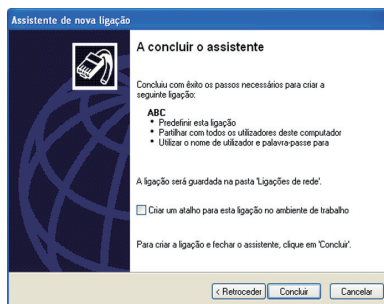 Assistente de nova ligação
A concluir o assistente
Concluiu com êxito os passos necessários para criar a
seguinte ligação:
ABC
• Predefinir esta ligação
• Partilhar com todos os utilizadores deste computador
• Utilizar o nome de utilizador e palavra-passe para
A ligação será guardada na pasta 'Ligações de rede'.
Criar um atalho para esta ligação no ambiente de trabalho
Para criar a ligação e fechar o assistente, clique em 'Concluir'.
< Retroceder Concluir Cancelar